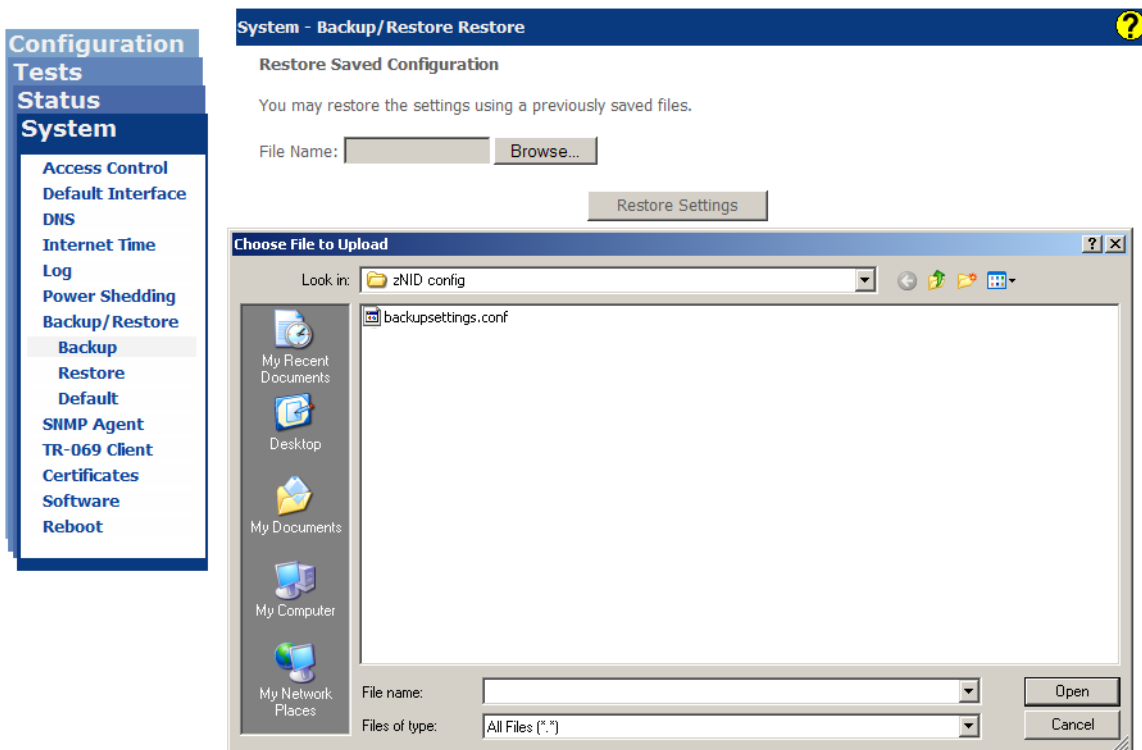 Configuration
Tests
Status
System
Access Control
Default Interface
DNS
Internet Time
Log
Power Shedding
Backup/Restore
Backup
Restore
Default
SNMP Agent
TR-069 Client
Certificates
Software
Reboot
System - Backup/Restore Restore
?
Restore Saved Configuration
You may restore the settings using a previously saved files.
File Name: Browse...
Restore Settings
Choose File to Upload
? X
Look in: zNID config
My Recent
Documents
Desktop
My Documents
My Computer
My Network
Places
backupsettings.conf
File name: Open
Files of type: All Files (*.*) Cancel